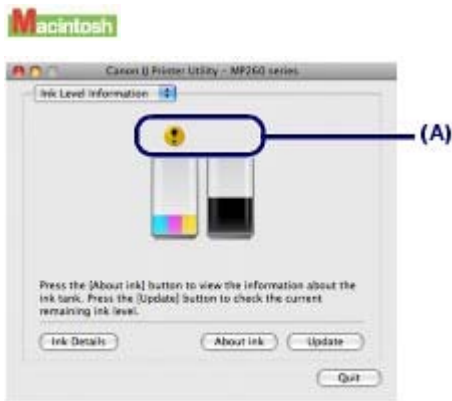 Macintosh
Canon IJ Printer Utility - MP260 series
Ink Level Information
(A)
Press the [About ink] button to view the information about the
ink tank. Press the [Update] button to check the current
remaining ink level.
Ink Details
About ink
Update
Quit